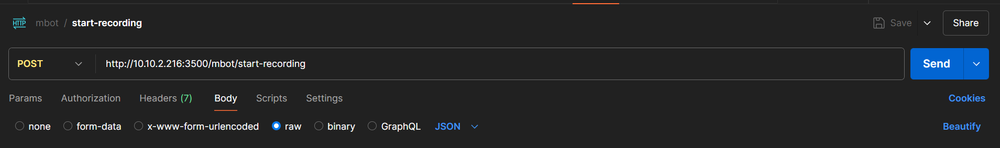 HTTP mbot / start-recording Save Share
POST http://10.10.2.216:3500/mbot/start-recording Send
Params Authorization Headers (7) Body Scripts Settings Cookies
none form-data x-www-form-urlencoded raw binary GraphQL JSON Beautify